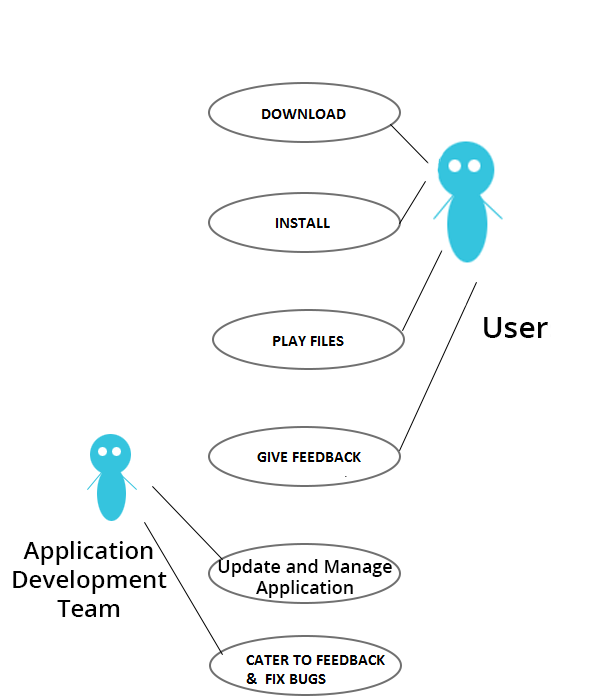 DOWNLOAD
INSTALL
User
PLAY FILES
GIVE FEEDBACK
Application
Development
Team
Update and Manage
Application
CATER TO FEEDBACK
& FIX BUGS